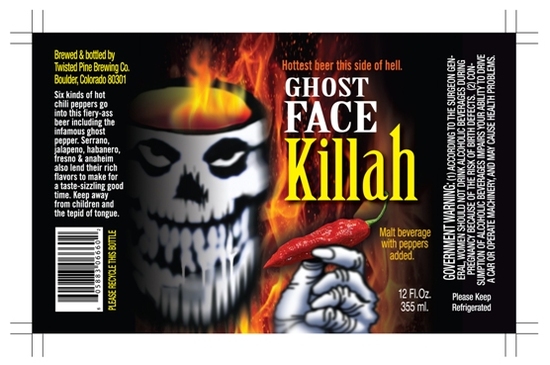 Brewed & bottled by
Twisted Pine Brewing Co.
Boulder, Colorado 80301
Six kinds of hot
chili peppers go
into this fiery-ass
beer including the
infamous ghost
pepper. Serrano,
jalapeno, habanero,
fresno & anaheim
also lend their rich
flavors to make for
a taste-sizzling good
time. Keep away
from children and
the tepid of tongue.
PLEASE RECYCLE THIS BOTTLE
Hottest beer this side of hell.
GHOST
FACE
Killah
Malt beverage
with peppers
added.
12 Fl.Oz.
355 ml.
GOVERNMENT WARNING: (1) ACCORDING TO THE SURGEON GEN-
ERAL, WOMEN SHOULD NOT DRINK ALCOHOLIC BEVERAGES DURING
PREGNANCY BECAUSE OF THE RISK OF BIRTH DEFECTS. (2) CON-
SUMPTION OF ALCOHOLIC BEVERAGES IMPAIRS YOUR ABILITY TO DRIVE
A CAR OR OPERATE MACHINERY, AND MAY CAUSE HEALTH PROBLEMS.
Please Keep
Refrigerated